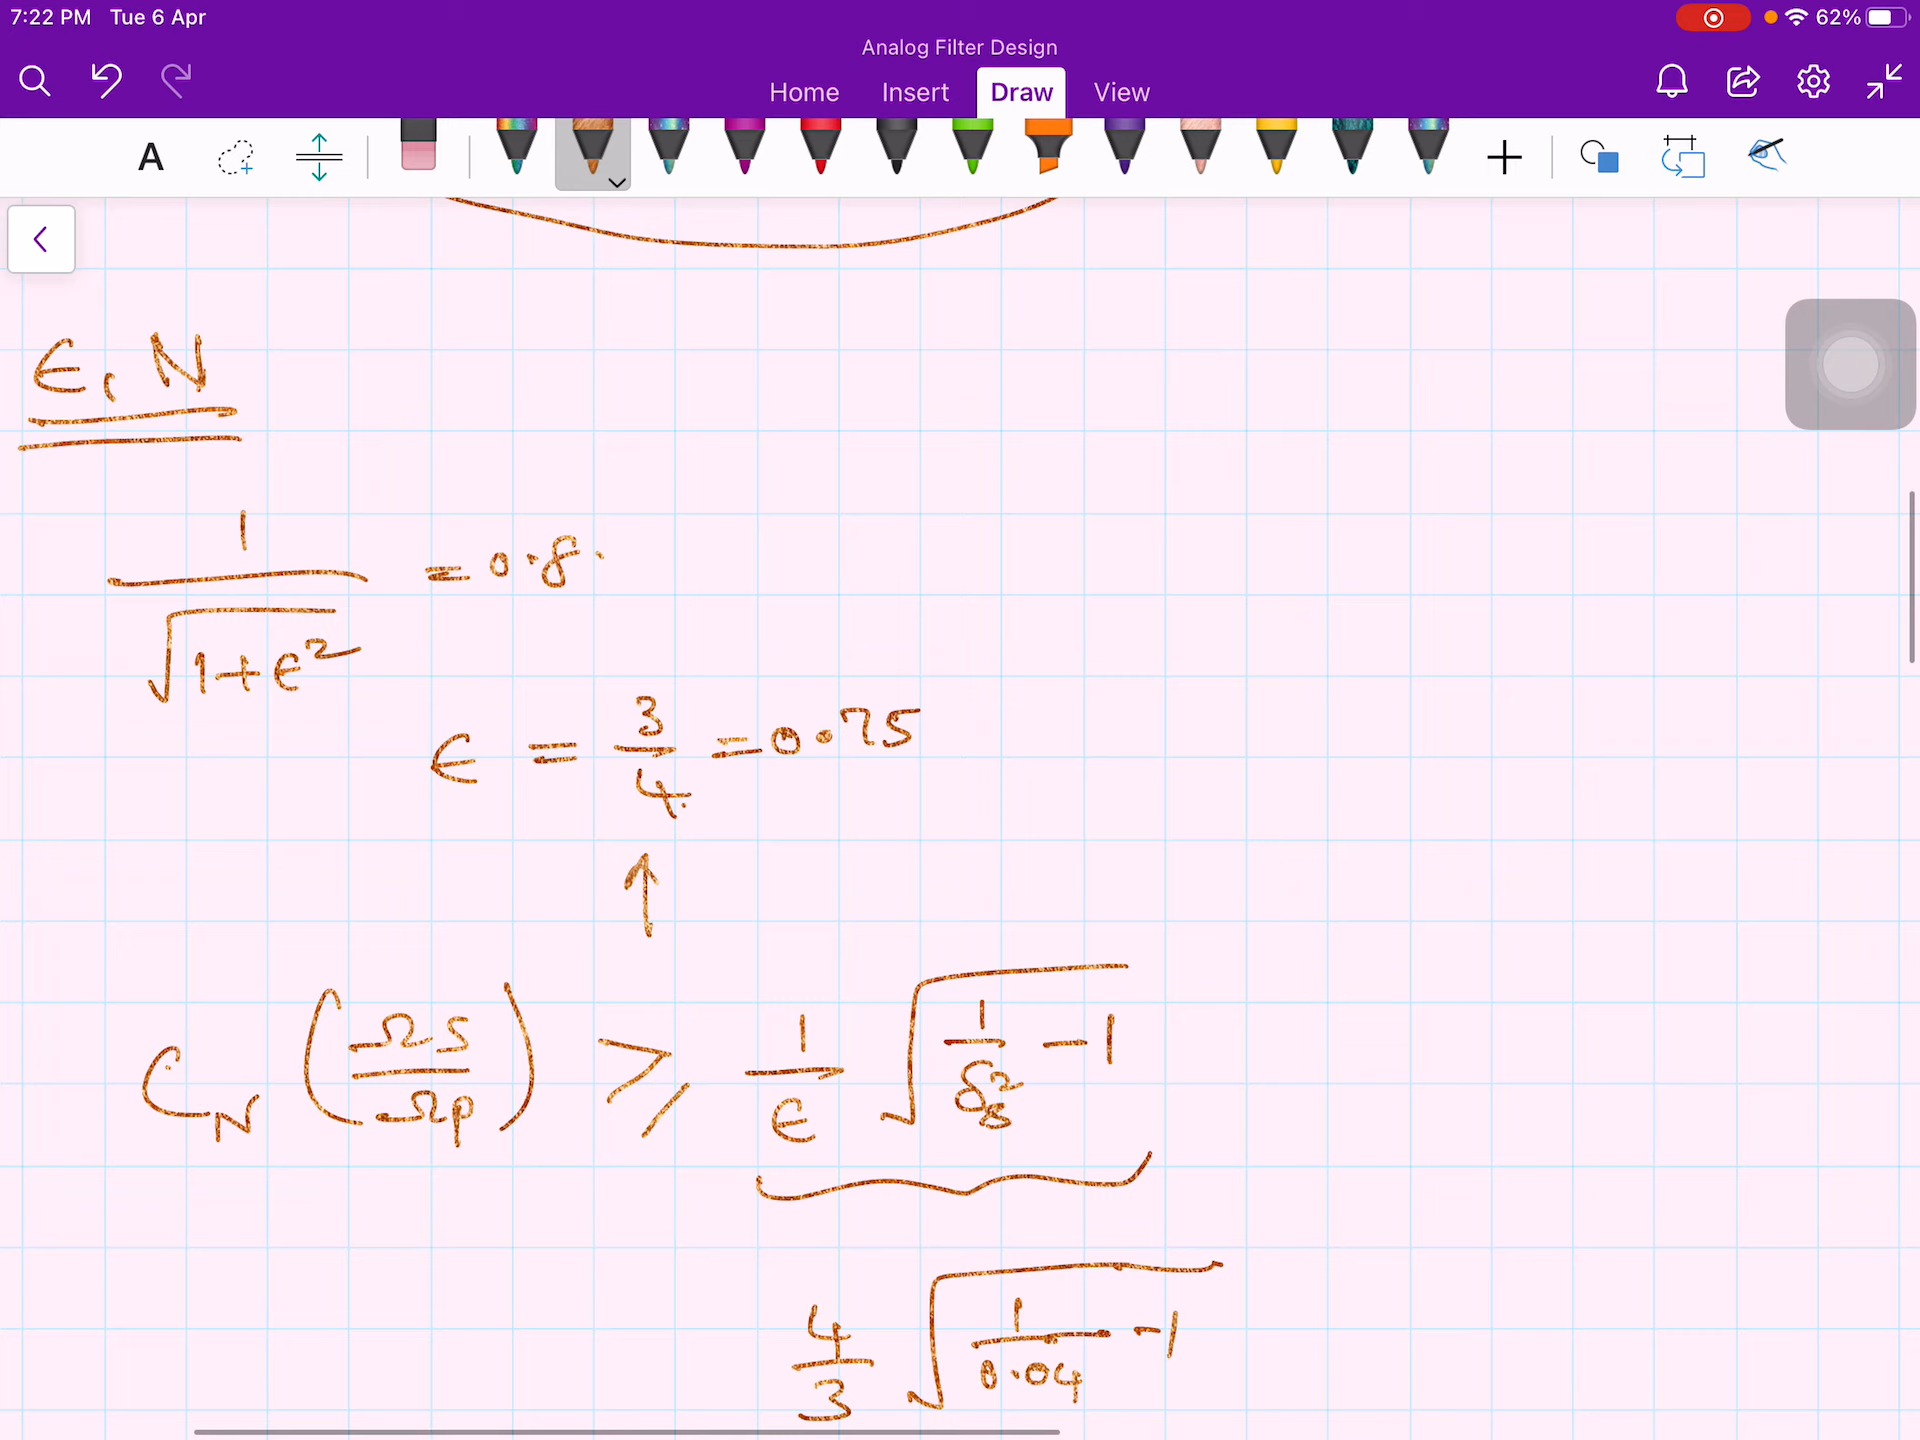 7:22 PM Tue 6 Apr 62%
Analog Filter Design
Home Insert Draw View
A
ϵ, N
1/√(1+ϵ²) = 0.8.
ϵ = 3/4 = 0.75
C_N (Ωs/Ωp) ⩾ 1/ϵ √(1/δs² − 1)
4/3 √(1/0.04 − 1)